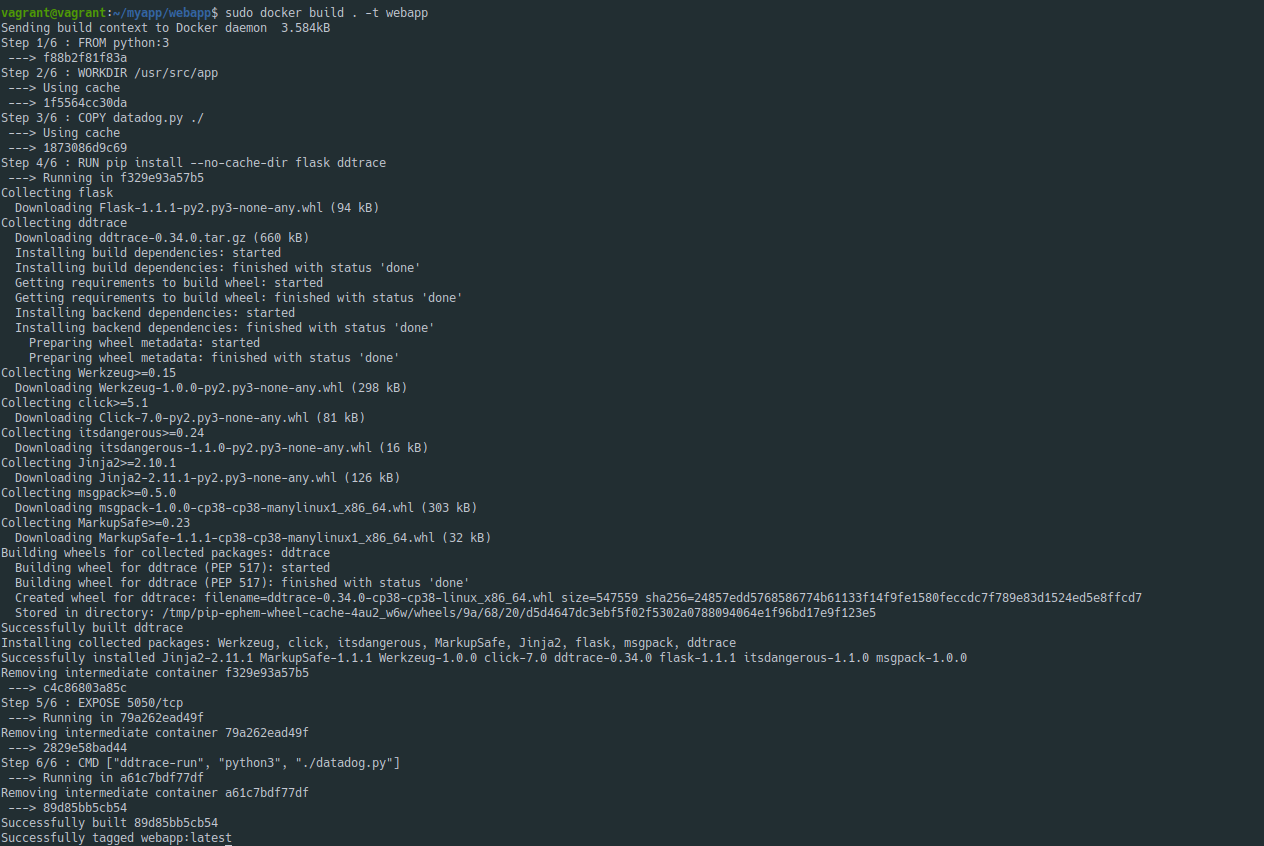 vagrant@vagrant:~/myapp/webapp$ sudo docker build . -t webapp
Sending build context to Docker daemon  3.584kB
Step 1/6 : FROM python:3
 ---> f88b2f81f83a
Step 2/6 : WORKDIR /usr/src/app
 ---> Using cache
 ---> 1f5564cc30da
Step 3/6 : COPY datadog.py ./
 ---> Using cache
 ---> 1873086d9c69
Step 4/6 : RUN pip install --no-cache-dir flask ddtrace
 ---> Running in f329e93a57b5
Collecting flask
  Downloading Flask-1.1.1-py2.py3-none-any.whl (94 kB)
Collecting ddtrace
  Downloading ddtrace-0.34.0.tar.gz (660 kB)
  Installing build dependencies: started
  Installing build dependencies: finished with status 'done'
  Getting requirements to build wheel: started
  Getting requirements to build wheel: finished with status 'done'
  Installing backend dependencies: started
  Installing backend dependencies: finished with status 'done'
    Preparing wheel metadata: started
    Preparing wheel metadata: finished with status 'done'
Collecting Werkzeug>=0.15
  Downloading Werkzeug-1.0.0-py2.py3-none-any.whl (298 kB)
Collecting click>=5.1
  Downloading Click-7.0-py2.py3-none-any.whl (81 kB)
Collecting itsdangerous>=0.24
  Downloading itsdangerous-1.1.0-py2.py3-none-any.whl (16 kB)
Collecting Jinja2>=2.10.1
  Downloading Jinja2-2.11.1-py2.py3-none-any.whl (126 kB)
Collecting msgpack>=0.5.0
  Downloading msgpack-1.0.0-cp38-cp38-manylinux1_x86_64.whl (303 kB)
Collecting MarkupSafe>=0.23
  Downloading MarkupSafe-1.1.1-cp38-cp38-manylinux1_x86_64.whl (32 kB)
Building wheels for collected packages: ddtrace
  Building wheel for ddtrace (PEP 517): started
  Building wheel for ddtrace (PEP 517): finished with status 'done'
  Created wheel for ddtrace: filename=ddtrace-0.34.0-cp38-cp38-linux_x86_64.whl size=547559 sha256=24857edd5768586774b61133f14f9fe1580feccdc7f789e83d1524ed5e8ffcd7
  Stored in directory: /tmp/pip-ephem-wheel-cache-4au2_w6w/wheels/9a/68/20/d5d4647dc3ebf5f02f5302a0788094064e1f96bd17e9f123e5
Successfully built ddtrace
Installing collected packages: Werkzeug, click, itsdangerous, MarkupSafe, Jinja2, flask, msgpack, ddtrace
Successfully installed Jinja2-2.11.1 MarkupSafe-1.1.1 Werkzeug-1.0.0 click-7.0 ddtrace-0.34.0 flask-1.1.1 itsdangerous-1.1.0 msgpack-1.0.0
Removing intermediate container f329e93a57b5
 ---> c4c86803a85c
Step 5/6 : EXPOSE 5050/tcp
 ---> Running in 79a262ead49f
Removing intermediate container 79a262ead49f
 ---> 2829e58bad44
Step 6/6 : CMD ["ddtrace-run", "python3", "./datadog.py"]
 ---> Running in a61c7bdf77df
Removing intermediate container a61c7bdf77df
 ---> 89d85bb5cb54
Successfully built 89d85bb5cb54
Successfully tagged webapp:latest